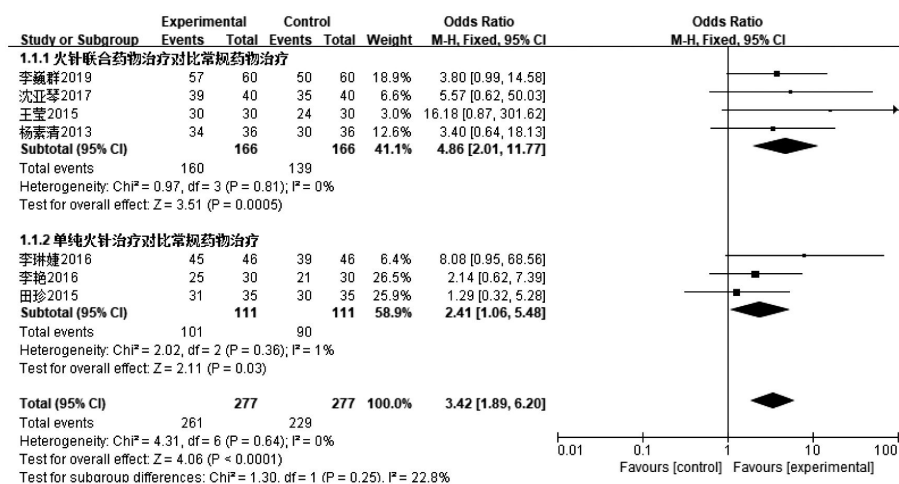 Experimental Control Odds Ratio Odds Ratio
Study or Subgroup Events Total Events Total Weight M-H, Fixed, 95% CI M-H, Fixed, 95% CI
1.1.1 火针联合药物治疗对比常规药物治疗
李巍群2019 57 60 50 60 18.9% 3.80 [0.99, 14.58]
沈亚琴2017 39 40 35 40 6.6% 5.57 [0.62, 50.03]
王莹2015 30 30 24 30 3.0% 16.18 [0.87, 301.62]
杨素清2013 34 36 30 36 12.6% 3.40 [0.64, 18.13]
Subtotal (95% CI) 166 166 41.1% 4.86 [2.01, 11.77]
Total events 160 139
Heterogeneity: Chi² = 0.97, df = 3 (P = 0.81); I² = 0%
Test for overall effect: Z = 3.51 (P = 0.0005)
1.1.2 单纯火针治疗对比常规药物治疗
李琳婕2016 45 46 39 46 6.4% 8.08 [0.95, 68.56]
李艳2016 25 30 21 30 26.5% 2.14 [0.62, 7.39]
田珍2015 31 35 30 35 25.9% 1.29 [0.32, 5.28]
Subtotal (95% CI) 111 111 58.9% 2.41 [1.06, 5.48]
Total events 101 90
Heterogeneity: Chi² = 2.02, df = 2 (P = 0.36); I² = 1%
Test for overall effect: Z = 2.11 (P = 0.03)
Total (95% CI) 277 277 100.0% 3.42 [1.89, 6.20]
Total events 261 229
Heterogeneity: Chi² = 4.31, df = 6 (P = 0.64); I² = 0%
Test for overall effect: Z = 4.06 (P < 0.0001)
Test for subgroup differences: Chi² = 1.30, df = 1 (P = 0.25), I² = 22.8%
0.01 0.1 1 10 100
Favours [control] Favours [experimental]